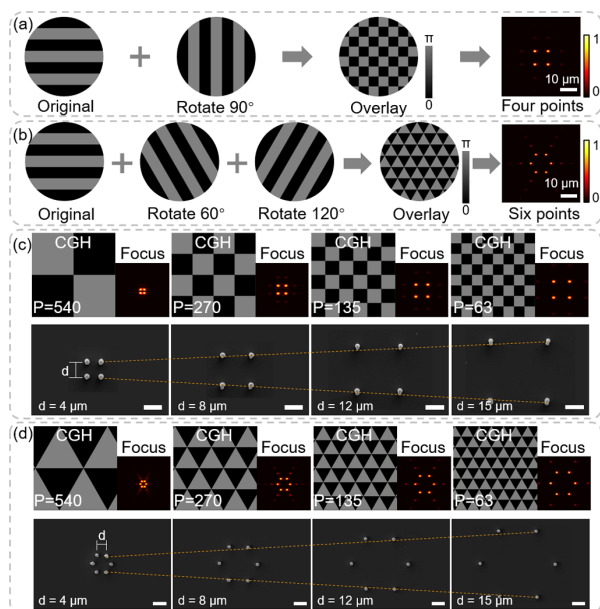 (a)
π
0
1
0
10 μm
Original
Rotate 90°
Overlay
Four points
(b)
π
0
1
0
10 μm
Original
Rotate 60°
Rotate 120°
Overlay
Six points
(c)
CGH
Focus
CGH
Focus
CGH
Focus
CGH
Focus
P=540
P=270
P=135
P=63
d
d = 4 μm
d = 8 μm
d = 12 μm
d = 15 μm
(d)
CGH
Focus
CGH
Focus
CGH
Focus
CGH
Focus
P=540
P=270
P=135
P=63
d
d = 4 μm
d = 8 μm
d = 12 μm
d = 15 μm